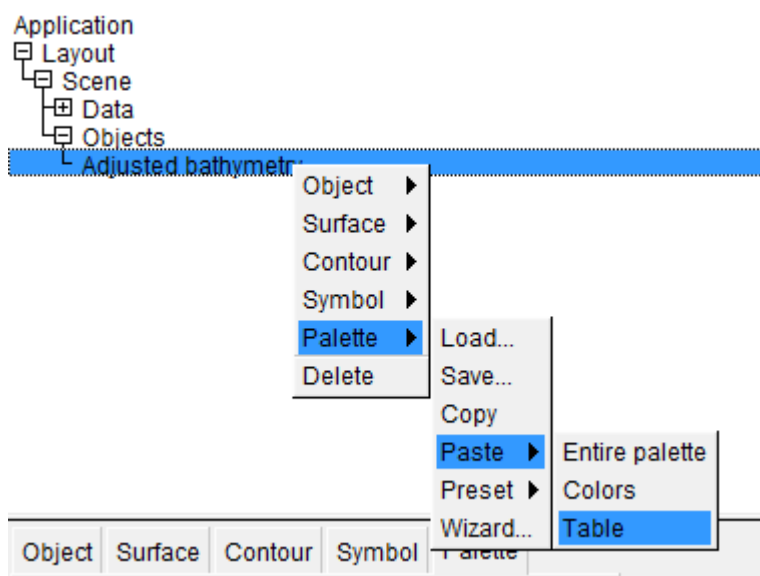 Application
Layout
Scene
Data
Objects
Adjusted bathymetry
Object
Surface
Contour
Symbol
Palette
Delete
Load...
Save...
Copy
Paste
Preset
Wizard...
Entire palette
Colors
Table
Object Surface Contour Symbol Palette